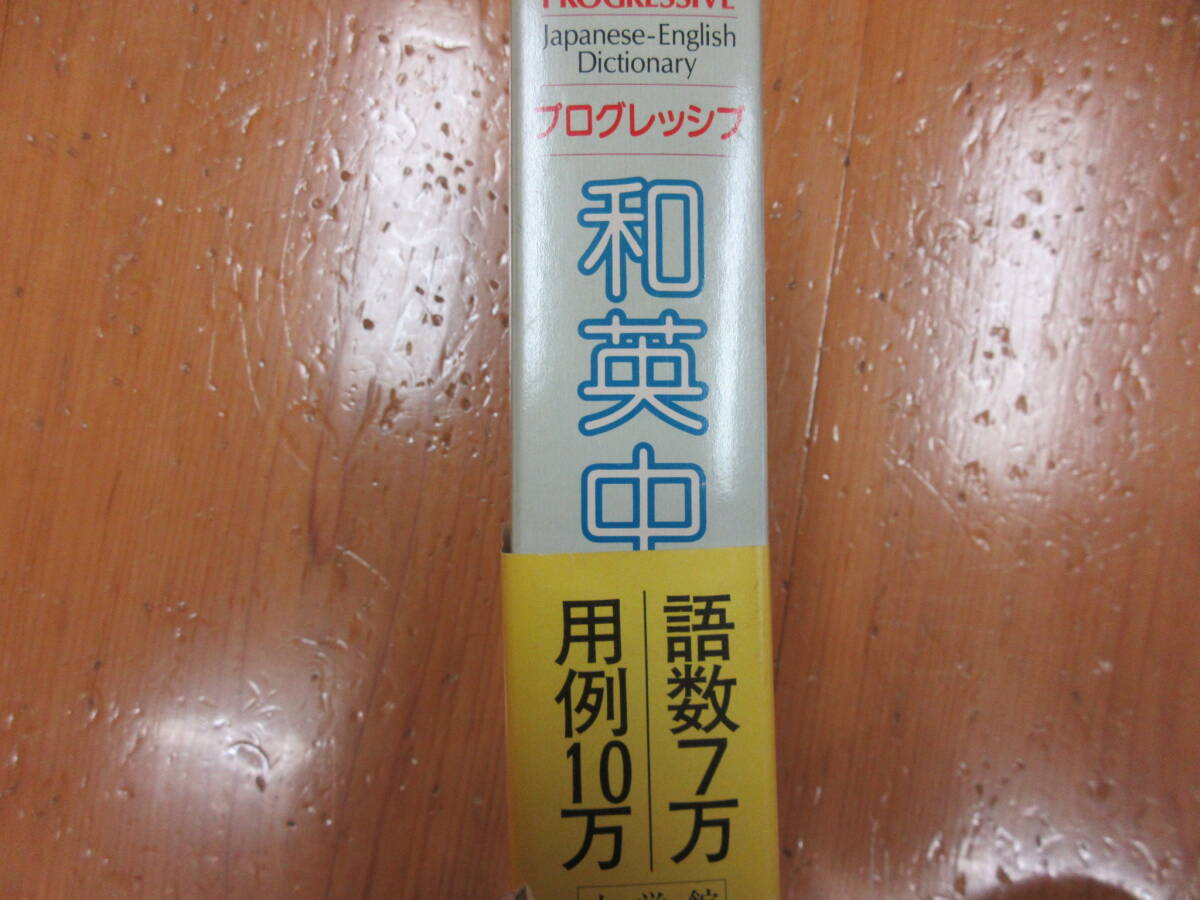 PROGRESSIVE
Japanese-English
Dictionary
プログレッシブ
和英中
語数7万
用例10万